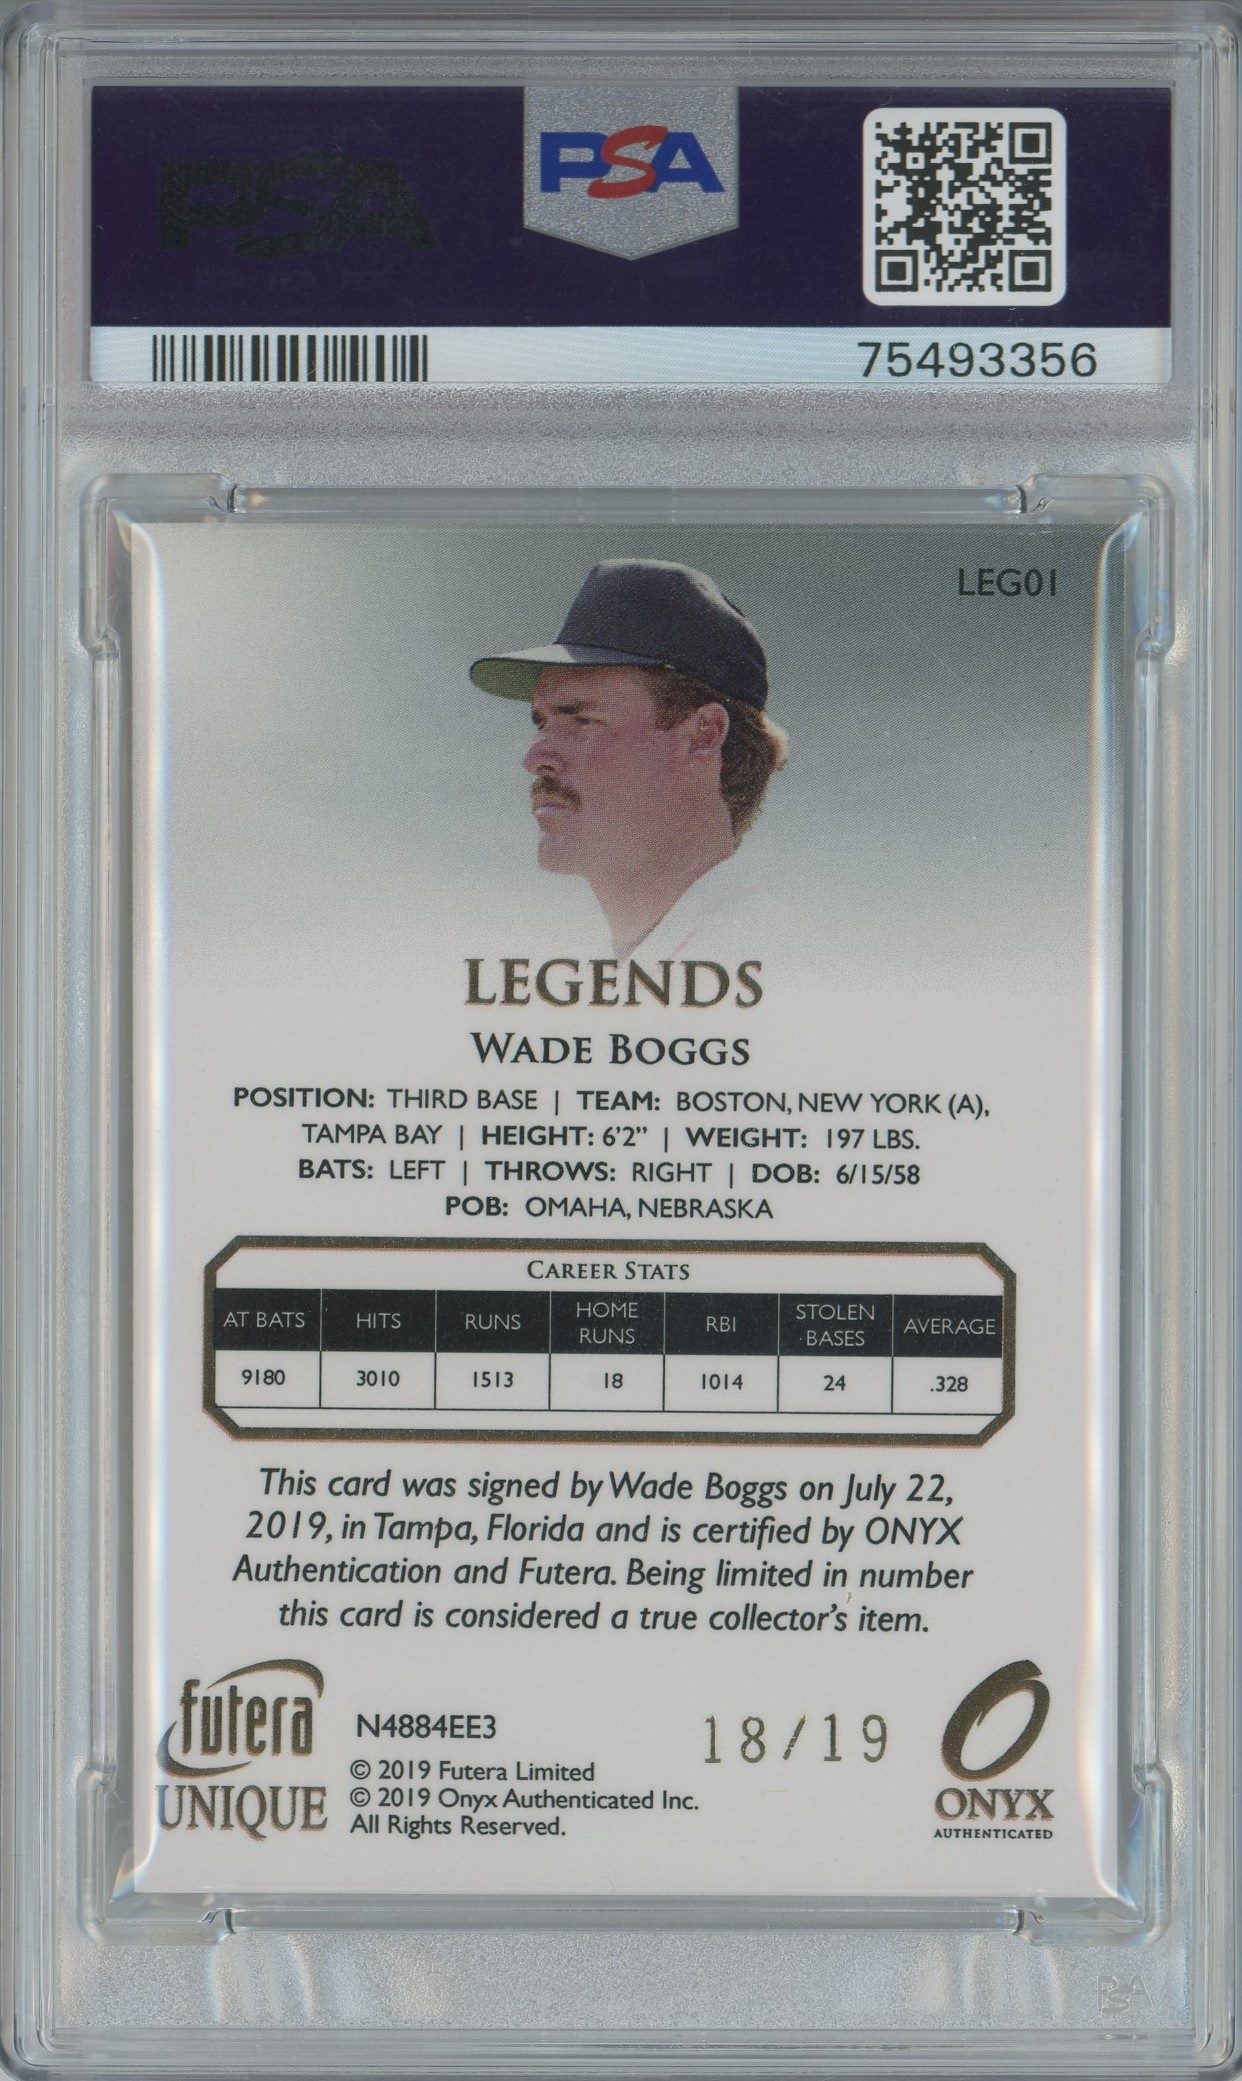 PSA
PSA
75493356
LEG01
LEGENDS
WADE BOGGS
POSITION: THIRD BASE | TEAM: BOSTON, NEW YORK (A),
TAMPA BAY | HEIGHT: 6'2” | WEIGHT: 197 LBS.
BATS: LEFT | THROWS: RIGHT | DOB: 6/15/58
POB: OMAHA, NEBRASKA
CAREER STATS
AT BATS HITS RUNS HOME RUNS RBI STOLEN BASES AVERAGE
9180 3010 1513 18 1014 24 .328
This card was signed by Wade Boggs on July 22,
2019, in Tampa, Florida and is certified by ONYX
Authentication and Futera. Being limited in number
this card is considered a true collector's item.
futera
UNIQUE
N4884EE3
© 2019 Futera Limited
© 2019 Onyx Authenticated Inc.
All Rights Reserved.
18/19
ONYX
AUTHENTICATED
PSA